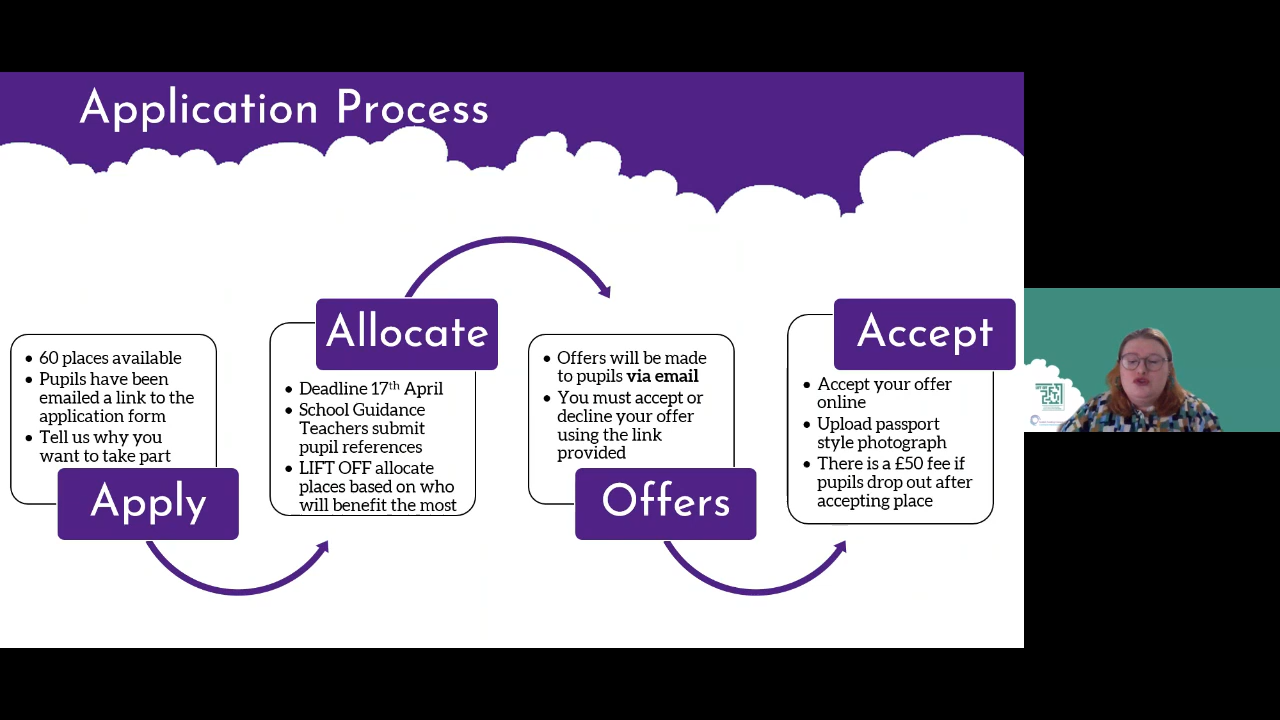 Application Process
• 60 places available
• Pupils have been
emailed a link to the
application form
• Tell us why you
want to take part
Apply
Allocate
• Deadline 17th April
• School Guidance
Teachers submit
pupil references
• LIFT OFF allocate
places based on who
will benefit the most
• Offers will be made
to pupils via email
• You must accept or
decline your offer
using the link
provided
Offers
Accept
• Accept your offer
online
• Upload passport
style photograph
• There is a £50 fee if
pupils drop out after
accepting place